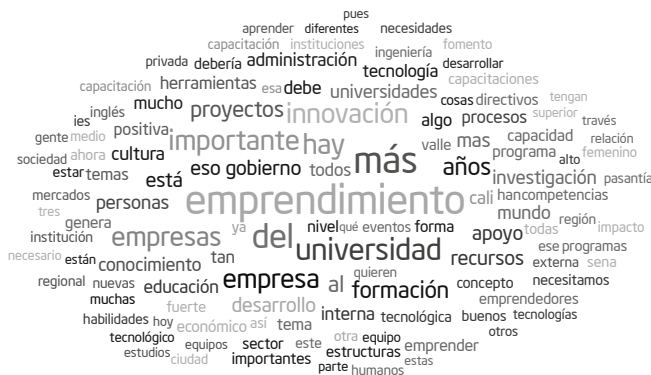 pues
aprender diferentes necesidades
capacitación instituciones ingeniería fomento
privada debería administración tecnología desarrollar
capacitación herramientas esa debe universidades capacitaciones
inglés mucho proyectos innovación algo cosas directivos tengan
ies positiva importante hay procesos superior través
gente medio valle mas capacidad relación
sociedad ahora cultura eso gobierno todos más años programa alto femenino
estar temas está investigación pasantía
mercados personas emprendimiento cali han competencias
tres genera ya mundo región
institución empresas del nivel qué eventos forma apoyo todas impacto
necesario están conocimiento tan universidad recursos ese programas
regional nuevas educación empresa al quieren formación concepto externa sena
muchas fuerte desarrollo interna tecnológica necesitamos
habilidades hoy económico así tema buenos tecnologías emprendedores
tecnológico equipos sector este otra equipo emprender otros
estudios ciudad importantes estructuras estas
parte humanos